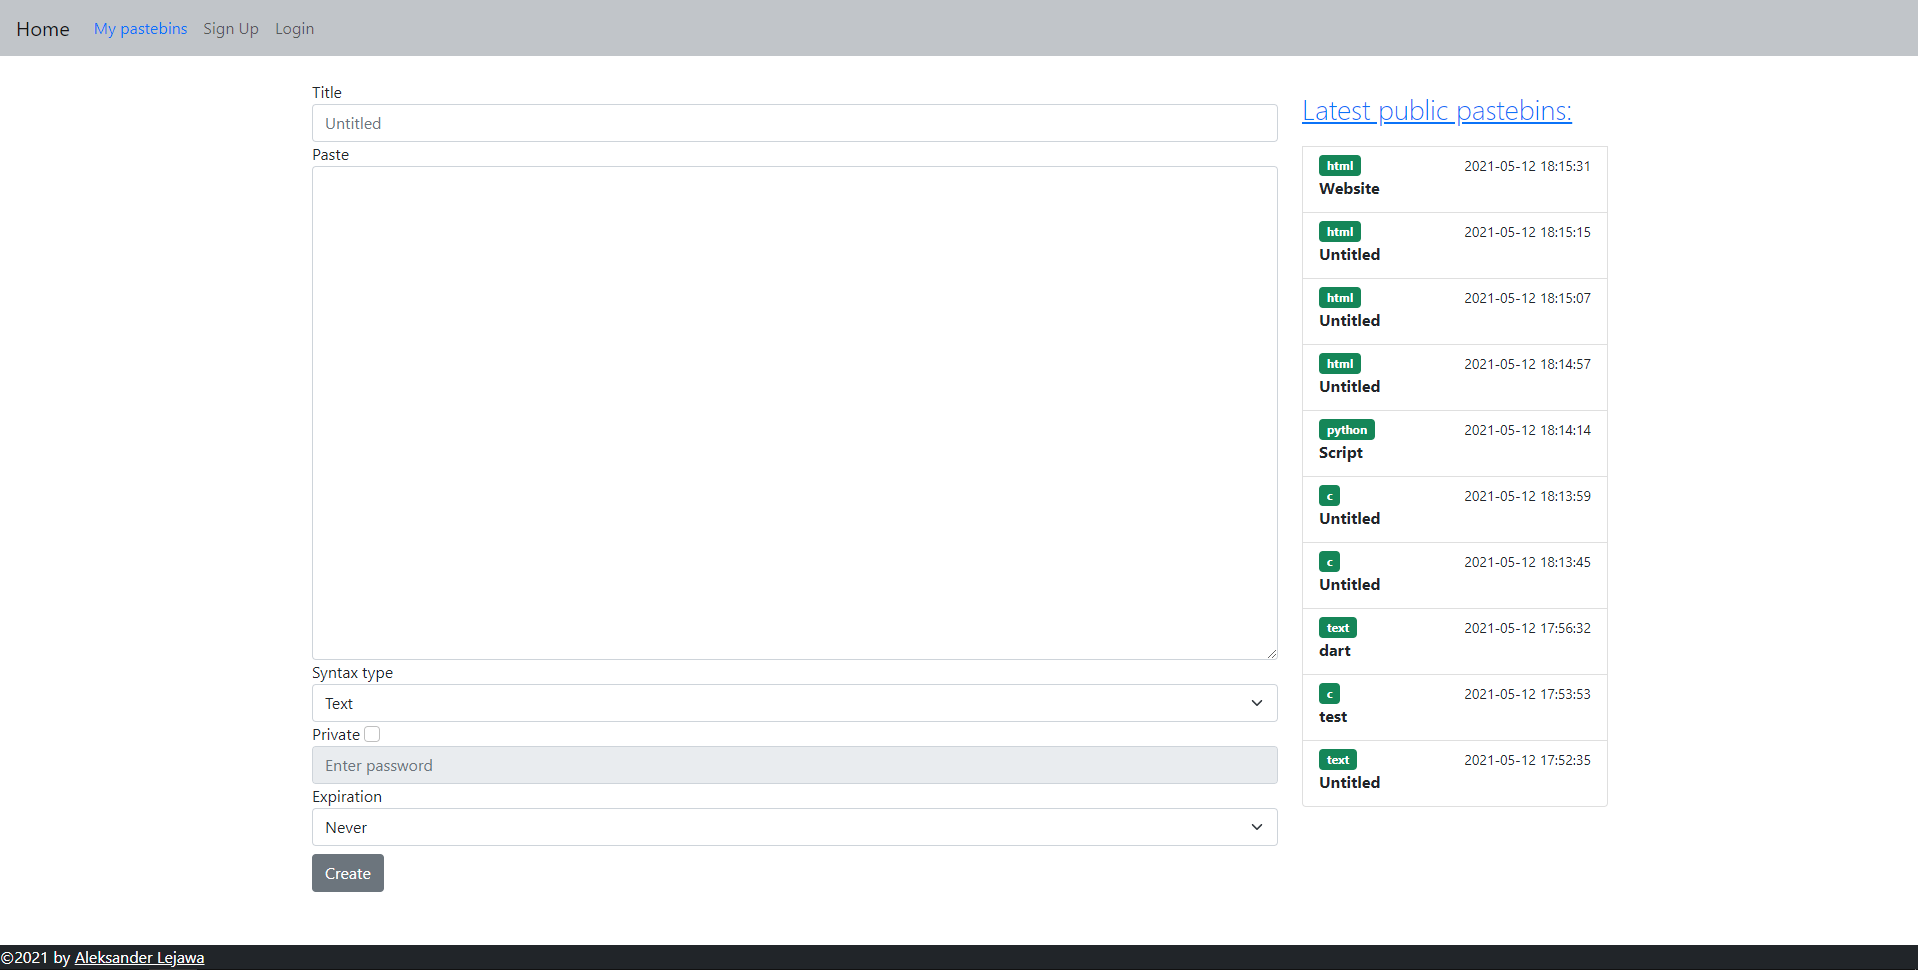 Home My pastebins Sign Up Login
Title
Untitled
Paste
Syntax type
Text
Private
Enter password
Expiration
Never
Create
Latest public pastebins:
html 2021-05-12 18:15:31
Website
html 2021-05-12 18:15:15
Untitled
html 2021-05-12 18:15:07
Untitled
html 2021-05-12 18:14:57
Untitled
python 2021-05-12 18:14:14
Script
c 2021-05-12 18:13:59
Untitled
c 2021-05-12 18:13:45
Untitled
text 2021-05-12 17:56:32
dart
c 2021-05-12 17:53:53
test
text 2021-05-12 17:52:35
Untitled
©2021 by Aleksander Lejawa